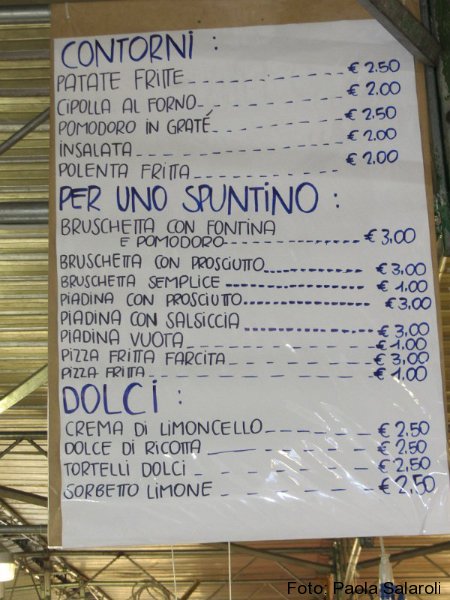 CONTORNI :
PATATE FRITTE € 2.50
CIPOLLA AL FORNO € 2.00
POMODORO IN GRATÉ € 2.50
INSALATA € 2.00
POLENTA FRITTA € 2.00
PER UNO SPUNTINO :
BRUSCHETTA CON FONTINA
E POMODORO € 3,00
BRUSCHETTA CON PROSCIUTTO € 3,00
BRUSCHETTA SEMPLICE € 1.00
PIADINA CON PROSCIUTTO € 3,00
PIADINA CON SALSICCIA € 3,00
PIADINA VUOTA € 1.00
PIZZA FRITTA FARCITA € 3,00
PIZZA FRITTA € 1.00
DOLCI :
CREMA DI LIMONCELLO € 2,50
DOLCE DI RICOTTA € 2.50
TORTELLI DOLCI € 2,50
SORBETTO LIMONE € 2,50
Foto: Paola Salaroli